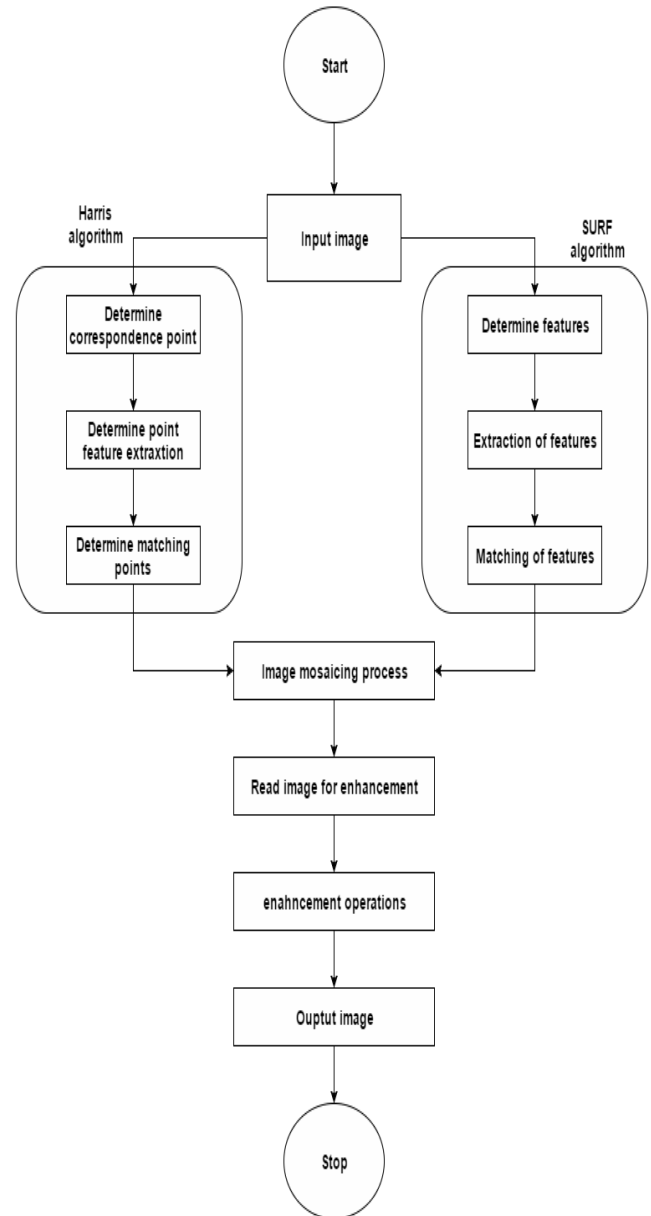 Start
Harris
algorithm
Input image
SURF
algorithm
Determine
correspondence point
Determine point
feature extraxtion
Determine matching
points
Determine features
Extraction of features
Matching of features
Image mosaicing process
Read image for enhancement
enahncement operations
Ouptut image
Stop